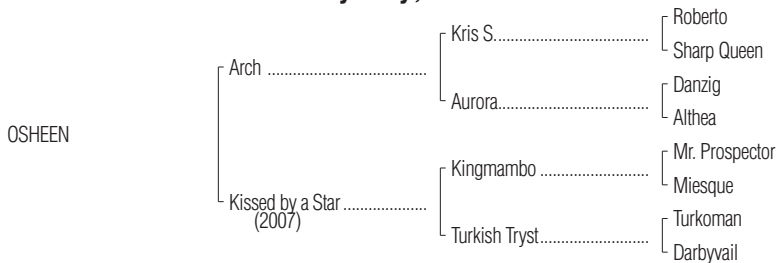 Roberto
Kris S.
Sharp Queen
Arch
Danzig
Aurora
Althea
OSHEEN
Mr. Prospector
Kingmambo
Miesque
Kissed by a Star
(2007)
Turkoman
Turkish Tryst
Darbyvail